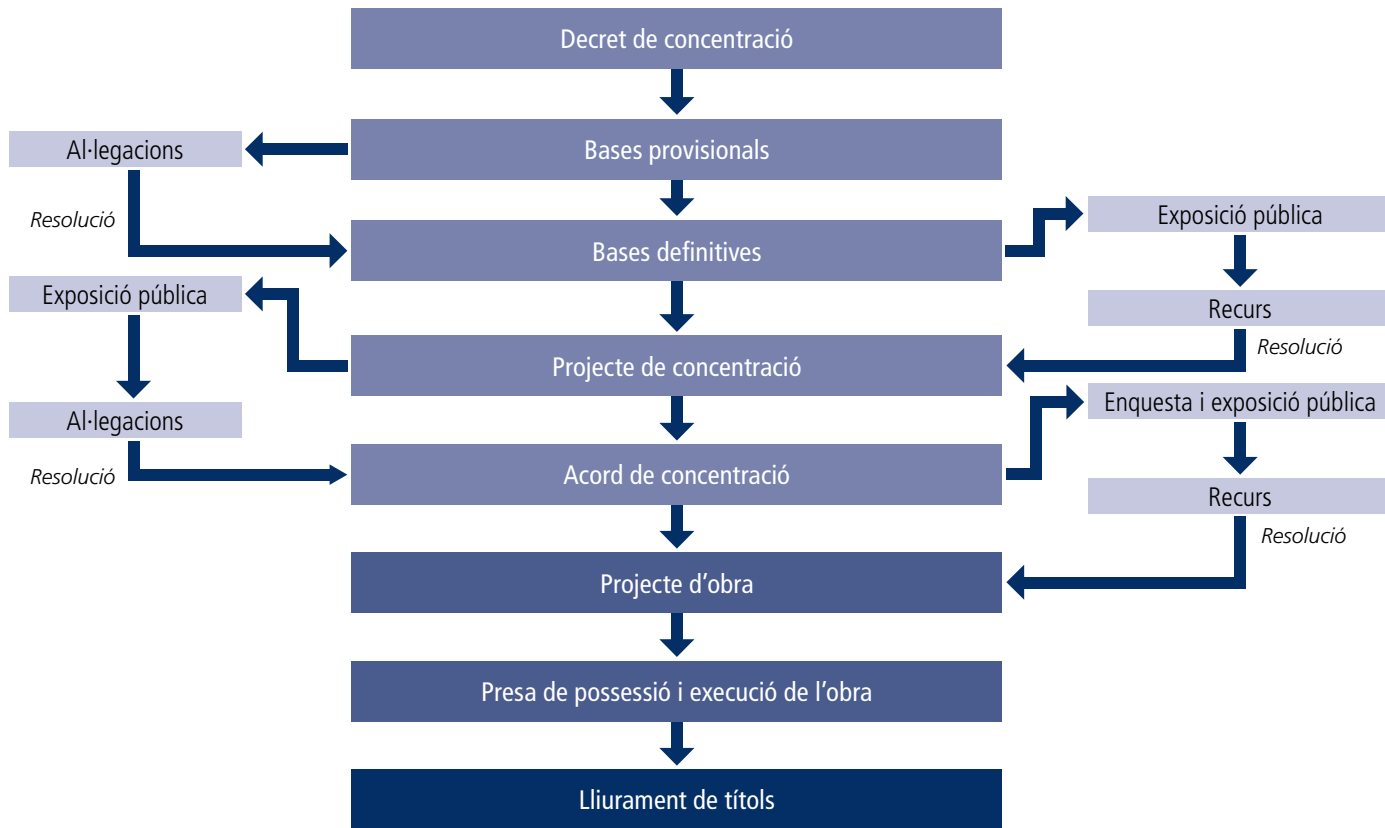 Decret de concentració
Bases provisionals
Al·legacions
Resolució
Bases definitives
Exposició pública
Recurs
Resolució
Projecte de concentració
Exposició pública
Al·legacions
Resolució
Acord de concentració
Enquesta i exposició pública
Recurs
Resolució
Projecte d’obra
Presa de possessió i execució de l’obra
Lliurament de títols